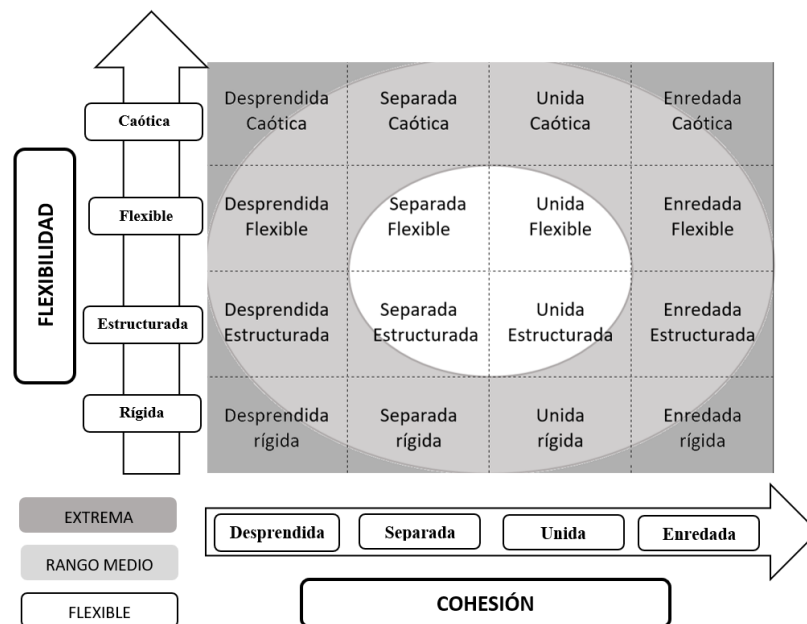 Desprendida Caótica
Separada Caótica
Unida Caótica
Enredada Caótica
Caótica
Desprendida Flexible
Separada Flexible
Unida Flexible
Enredada Flexible
Flexible
FLEXIBILIDAD
Desprendida Estructurada
Separada Estructurada
Unida Estructurada
Enredada Estructurada
Estructurada
Desprendida rígida
Separada rígida
Unida rígida
Enredada rígida
Rígida
EXTREMA
RANGO MEDIO
FLEXIBLE
Desprendida
Separada
Unida
Enredada
COHESIÓN